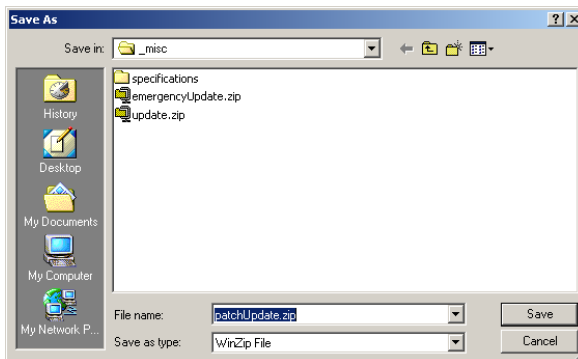 Save As
Save in: _misc
specifications
emergencyUpdate.zip
update.zip
History
Desktop
My Documents
My Computer
My Network P...
File name: patchUpdate.zip Save
Save as type: WinZip File Cancel